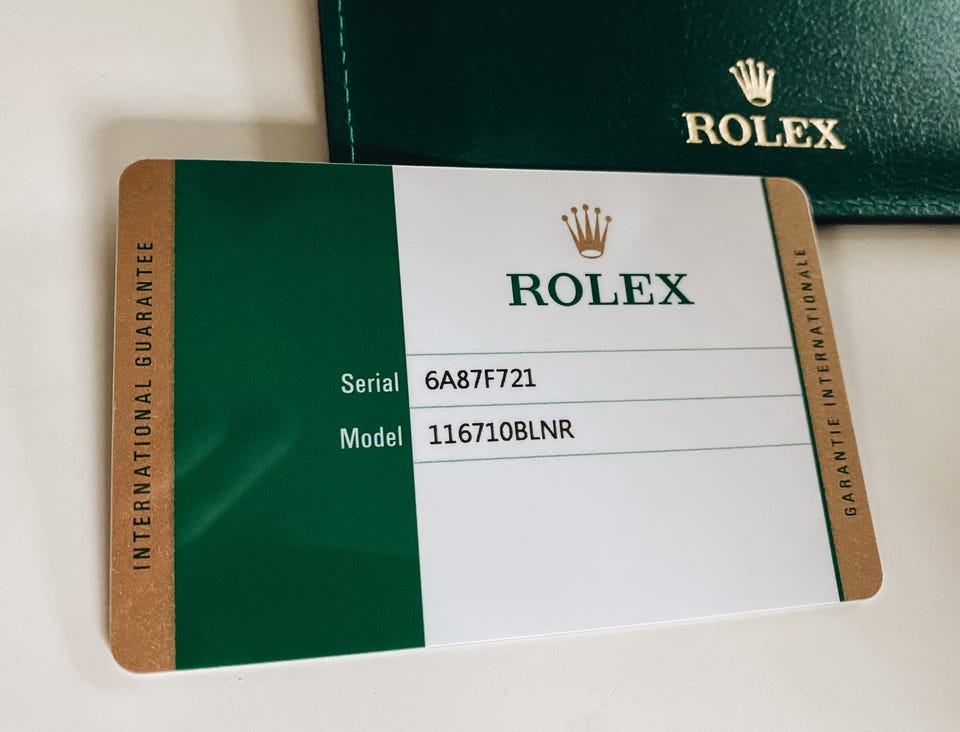 ROLEX
ROLEX
INTERNATIONAL GUARANTEE
Serial 6A87F721
Model 116710BLNR
GARANTIE INTERNATIONALE